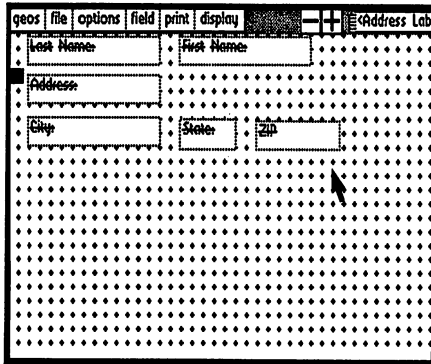 geos file options field print display <Address Lab
Last Name: First Name:
Address:
City: State: ZIP